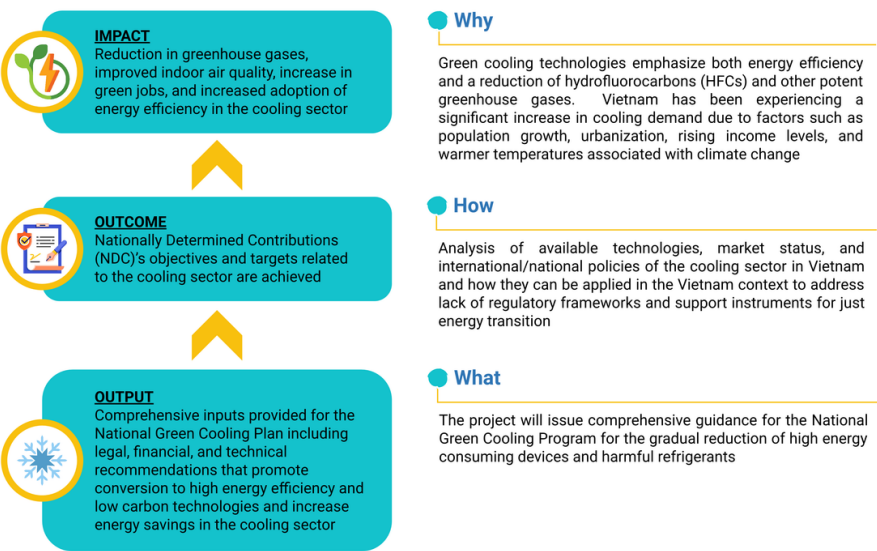 IMPACT
Reduction in greenhouse gases,
improved indoor air quality, increase in
green jobs, and increased adoption of
energy efficiency in the cooling sector
OUTCOME
Nationally Determined Contributions
(NDC)'s objectives and targets related
to the cooling sector are achieved
OUTPUT
Comprehensive inputs provided for the
National Green Cooling Plan including
legal, financial, and technical
recommendations that promote
conversion to high energy efficiency and
low carbon technologies and increase
energy savings in the cooling sector
Why
Green cooling technologies emphasize both energy efficiency
and a reduction of hydrofluorocarbons (HFCs) and other potent
greenhouse gases. Vietnam has been experiencing a
significant increase in cooling demand due to factors such as
population growth, urbanization, rising income levels, and
warmer temperatures associated with climate change
How
Analysis of available technologies, market status, and
international/national policies of the cooling sector in Vietnam
and how they can be applied in the Vietnam context to address
lack of regulatory frameworks and support instruments for just
energy transition
What
The project will issue comprehensive guidance for the National
Green Cooling Program for the gradual reduction of high energy
consuming devices and harmful refrigerants